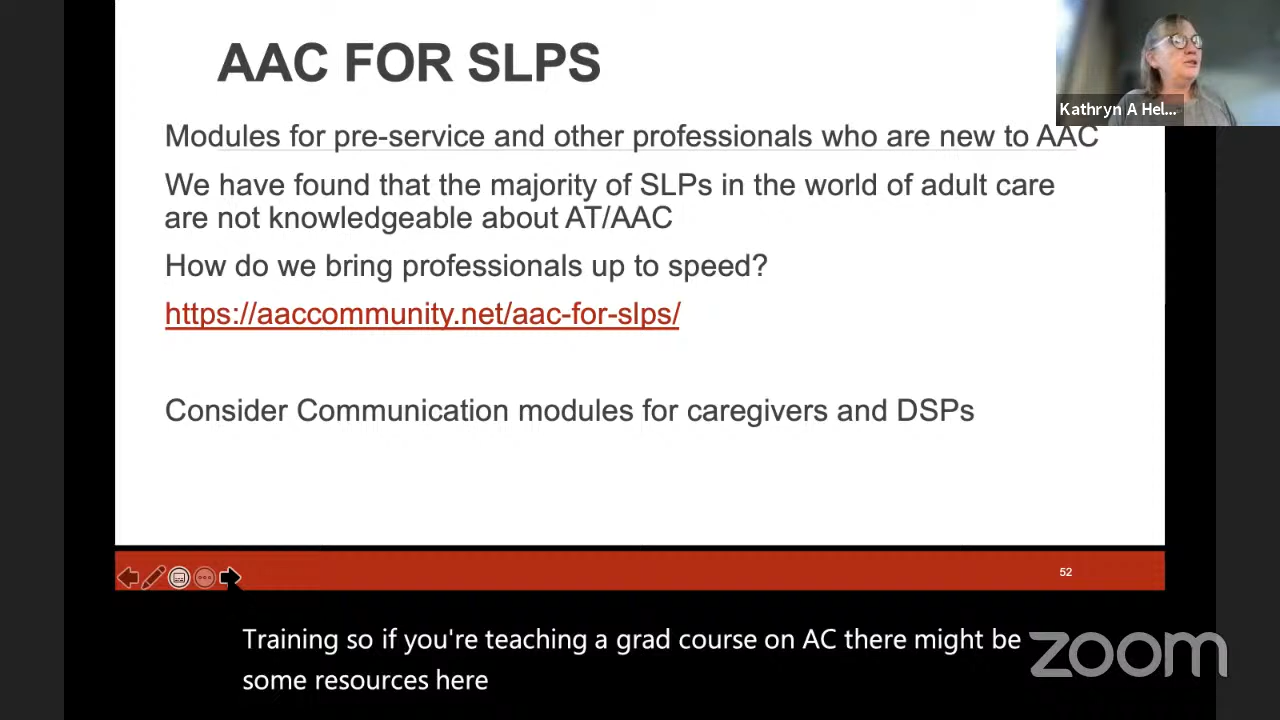 AAC FOR SLPS
Kathryn A Hel...
Modules for pre-service and other professionals who are new to AAC
We have found that the majority of SLPs in the world of adult care
are not knowledgeable about AT/AAC
How do we bring professionals up to speed?
https://aaccommunity.net/aac-for-slps/
Consider Communication modules for caregivers and DSPs
52
Training so if you're teaching a grad course on AC there might be
some resources here
zoom